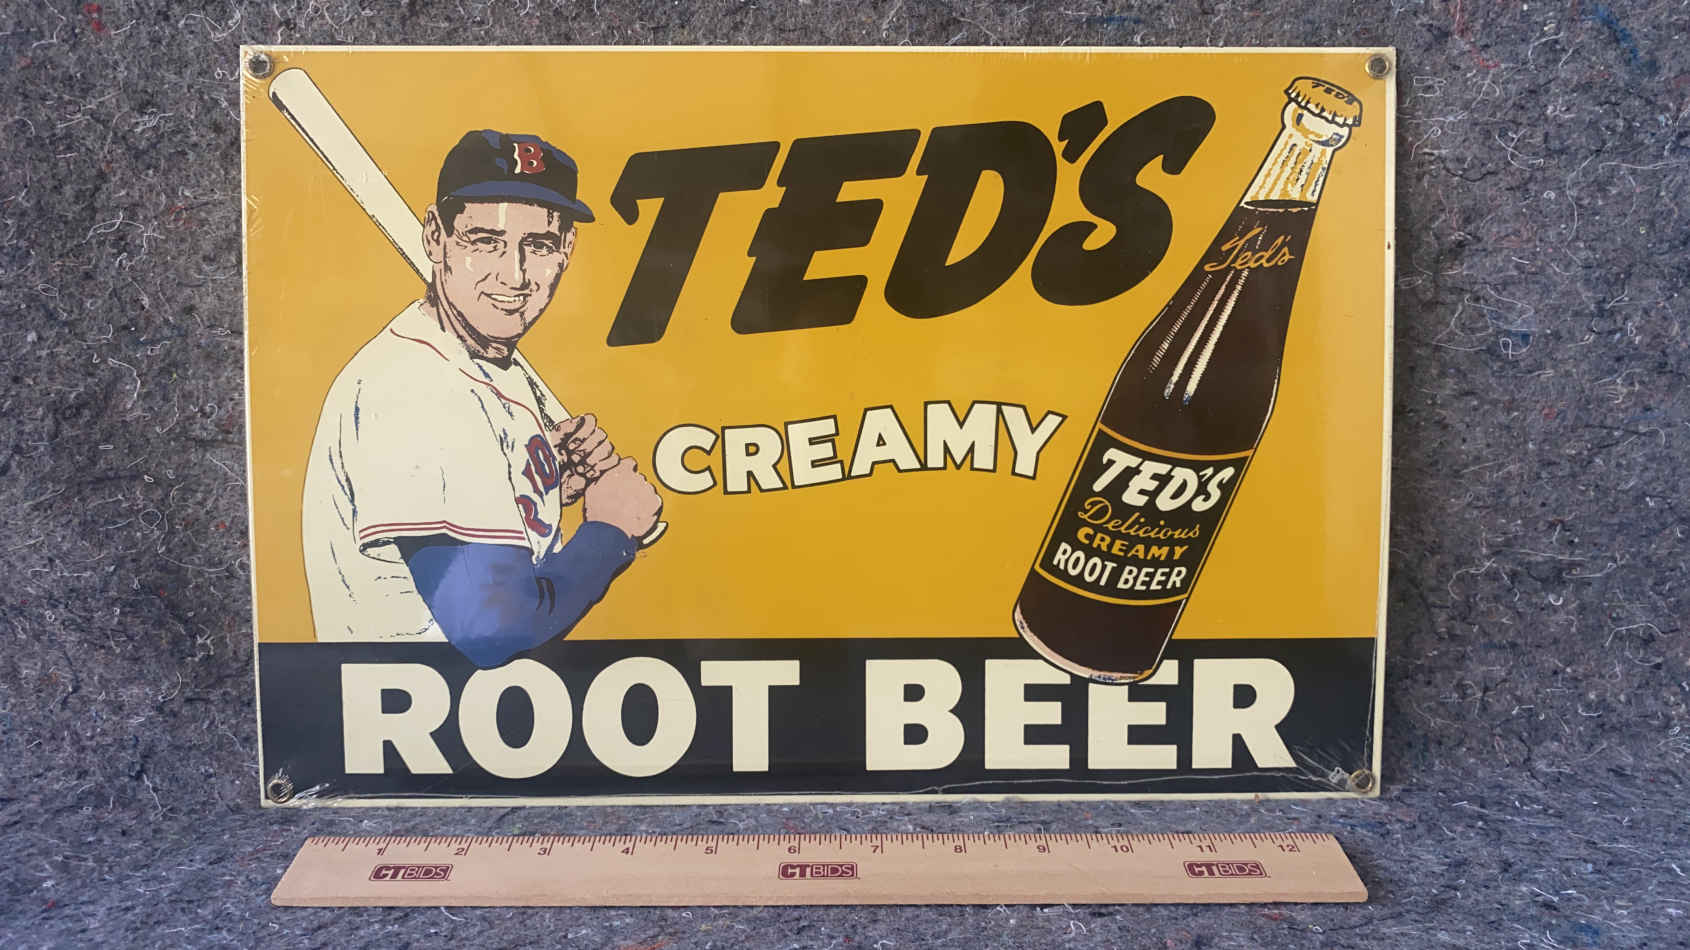 TED'S
CREAMY
ROOT BEER
B
TED'S
Ted's
TED'S
Delicious
CREAMY
ROOT BEER
1 2 3 4 5 6 7 8 9 10 11 12
CTBIDS CTBIDS CTBIDS